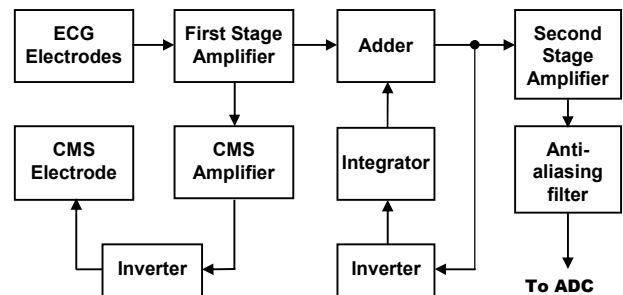 ECG
Electrodes
First Stage
Amplifier
Adder
Second
Stage
Amplifier
CMS
Electrode
CMS
Amplifier
Integrator
Anti-
aliasing
filter
Inverter
Inverter
To ADC